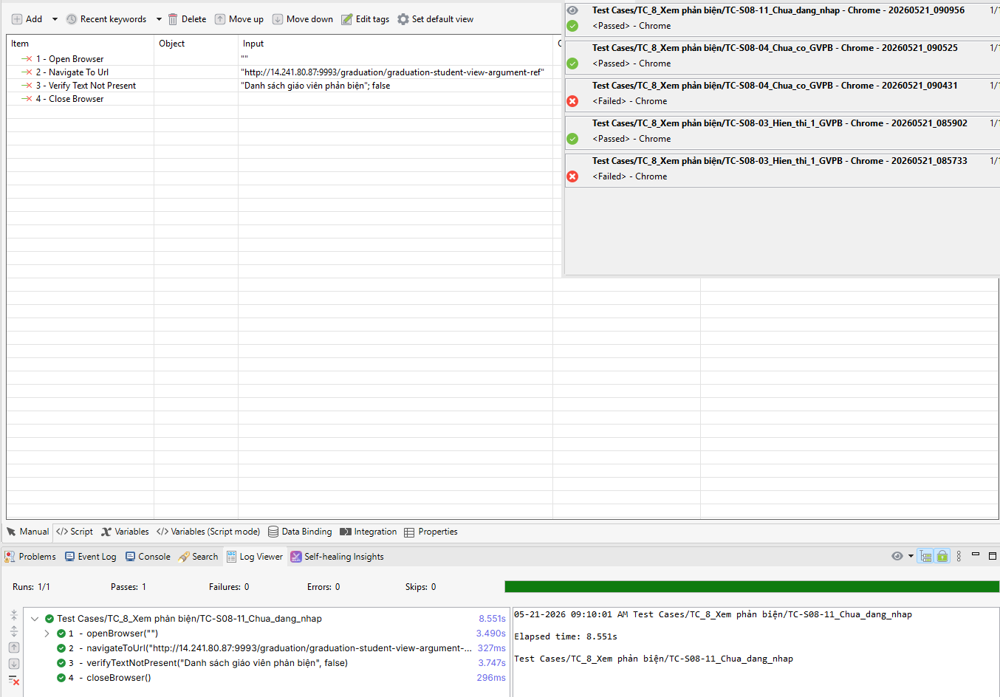 Add Recent keywords Delete Move up Move down Edit tags Set default view
Item Object Input
1 - Open Browser ""
2 - Navigate To Url "http://14.241.80.87:9993/graduation/graduation-student-view-argument-ref"
3 - Verify Text Not Present "Danh sách giáo viên phản biện"; false
4 - Close Browser
Test Cases/TC_8_Xem phản biện/TC-S08-11_Chua_dang_nhap - Chrome - 20260521_090956
<Passed> - Chrome
Test Cases/TC_8_Xem phản biện/TC-S08-04_Chua_co_GVPB - Chrome - 20260521_090525
<Passed> - Chrome
Test Cases/TC_8_Xem phản biện/TC-S08-04_Chua_co_GVPB - Chrome - 20260521_090431
<Failed> - Chrome
Test Cases/TC_8_Xem phản biện/TC-S08-03_Hien_thi_1_GVPB - Chrome - 20260521_085902
<Passed> - Chrome
Test Cases/TC_8_Xem phản biện/TC-S08-03_Hien_thi_1_GVPB - Chrome - 20260521_085733
<Failed> - Chrome
Manual Script Variables Variables (Script mode) Data Binding Integration Properties
Problems Event Log Console Search Log Viewer Self-healing Insights
Runs: 1/1 Passes: 1 Failures: 0 Errors: 0 Skips: 0
Test Cases/TC_8_Xem phản biện/TC-S08-11_Chua_dang_nhap 8.551s
1 - openBrowser("") 3.490s
2 - navigateToUrl("http://14.241.80.87:9993/graduation/graduation-student-view-argument-... 327ms
3 - verifyTextNotPresent("Danh sách giáo viên phản biện", false) 3.747s
4 - closeBrowser() 296ms
05-21-2026 09:10:01 AM Test Cases/TC_8_Xem phản biện/TC-S08-11_Chua_dang_nhap
Elapsed time: 8.551s
Test Cases/TC_8_Xem phản biện/TC-S08-11_Chua_dang_nhap